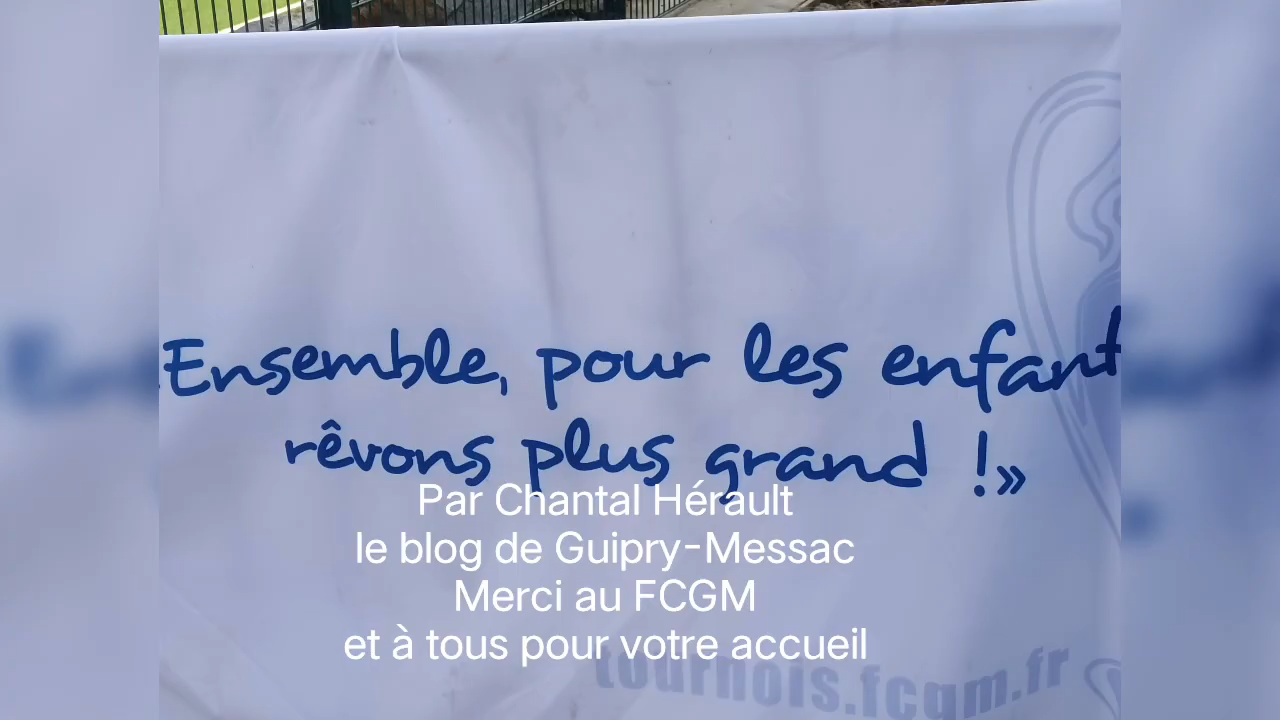 Ensemble, pour les enfant
rêvons plus grand !»
Par Chantal Hérault
le blog de Guipry-Messac
Merci au FCGM
et à tous pour votre accueil
tournois.fcgm.fr